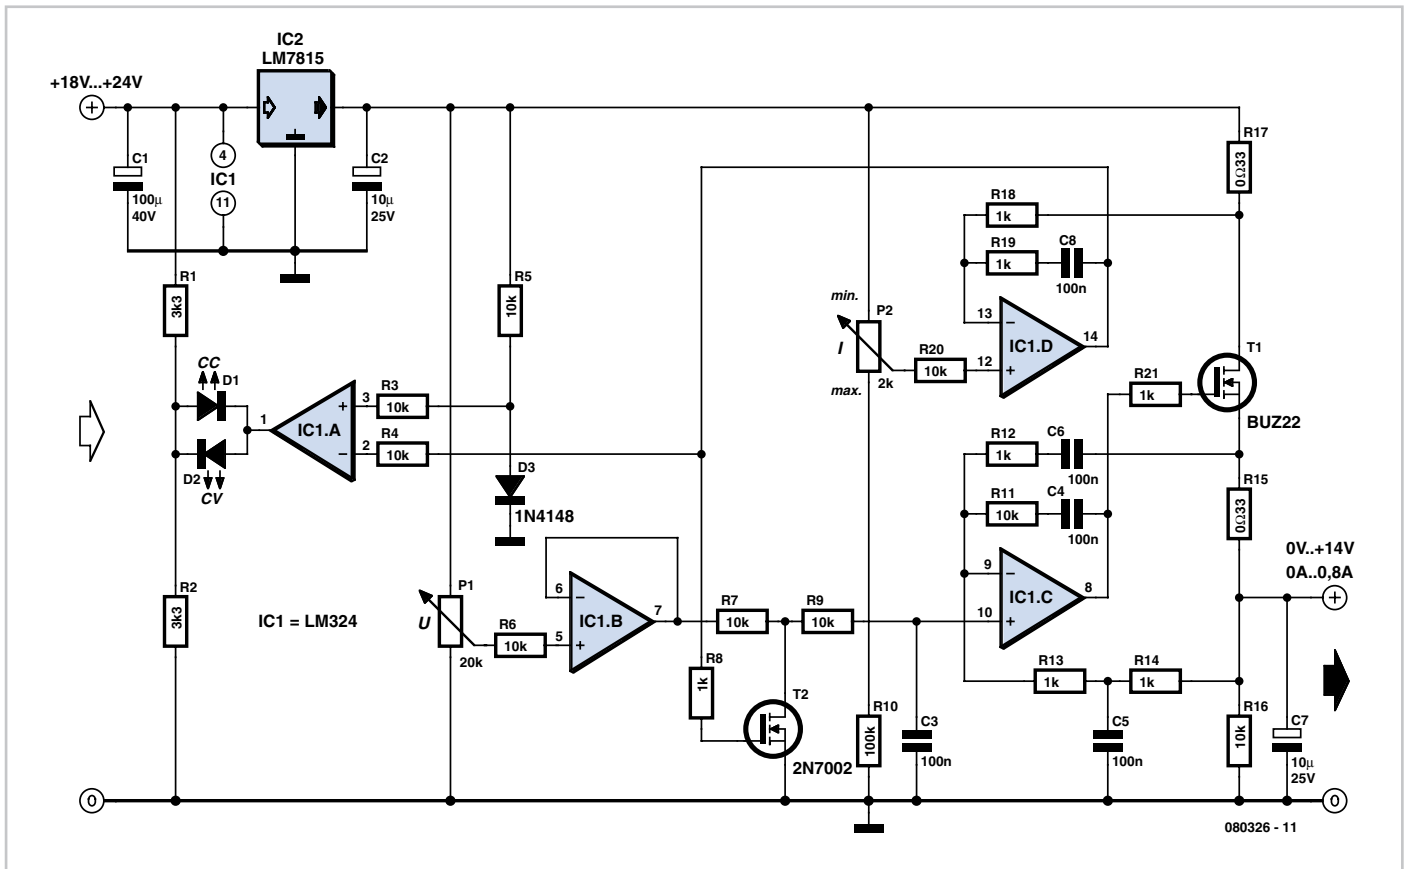 IC2
LM7815
+18V...+24V
C1
100µ
40V
4
IC1
11
C2
10µ
25V
R17
0Ω33
R18
1k
R19
1k
C8
100n
R1
3k3
R5
10k
min.
P2
I
2k
max.
R20
10k
13
12
IC1.D
14
T1
BUZ22
R21
1k
CC
D1
D2
CV
1
IC1.A
3
2
R3
10k
R4
10k
D3
1N4148
R12
1k
C6
100n
R11
10k
C4
100n
R15
0Ω33
0V..+14V
0A..0,8A
R2
3k3
IC1 = LM324
P1
U
20k
R6
10k
6
5
IC1.B
7
R7
10k
R9
10k
9
10
IC1.C
8
R8
1k
T2
2N7002
R10
100k
C3
100n
R13
1k
R14
1k
C5
100n
R16
10k
C7
10µ
25V
0
0
080326 - 11